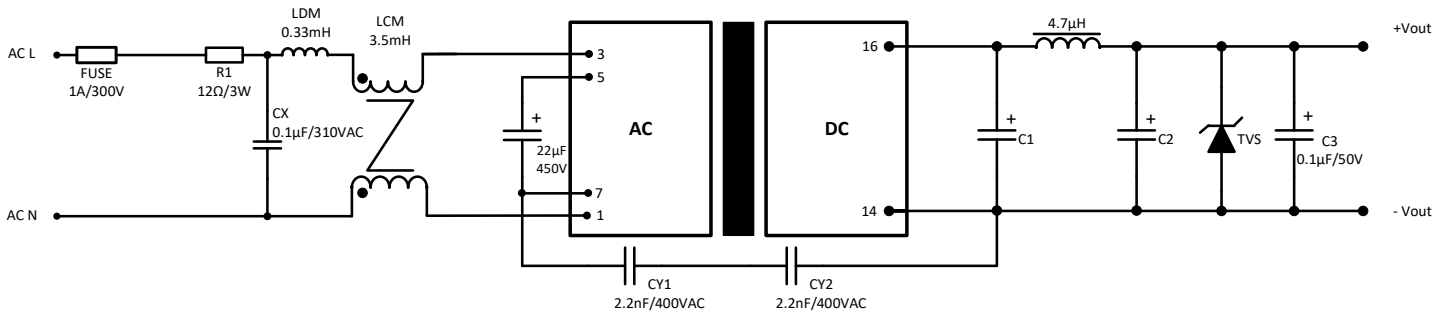 LDM
0.33mH
LCM
3.5mH
4.7µH
+Vout
AC L
FUSE
1A/300V
R1
12Ω/3W
3
5
16
CX
0.1µF/310VAC
+
22µF
450V
AC
DC
C1
+
C2
TVS
+
C3
0.1µF/50V
7
1
14
AC N
- Vout
CY1
2.2nF/400VAC
CY2
2.2nF/400VAC